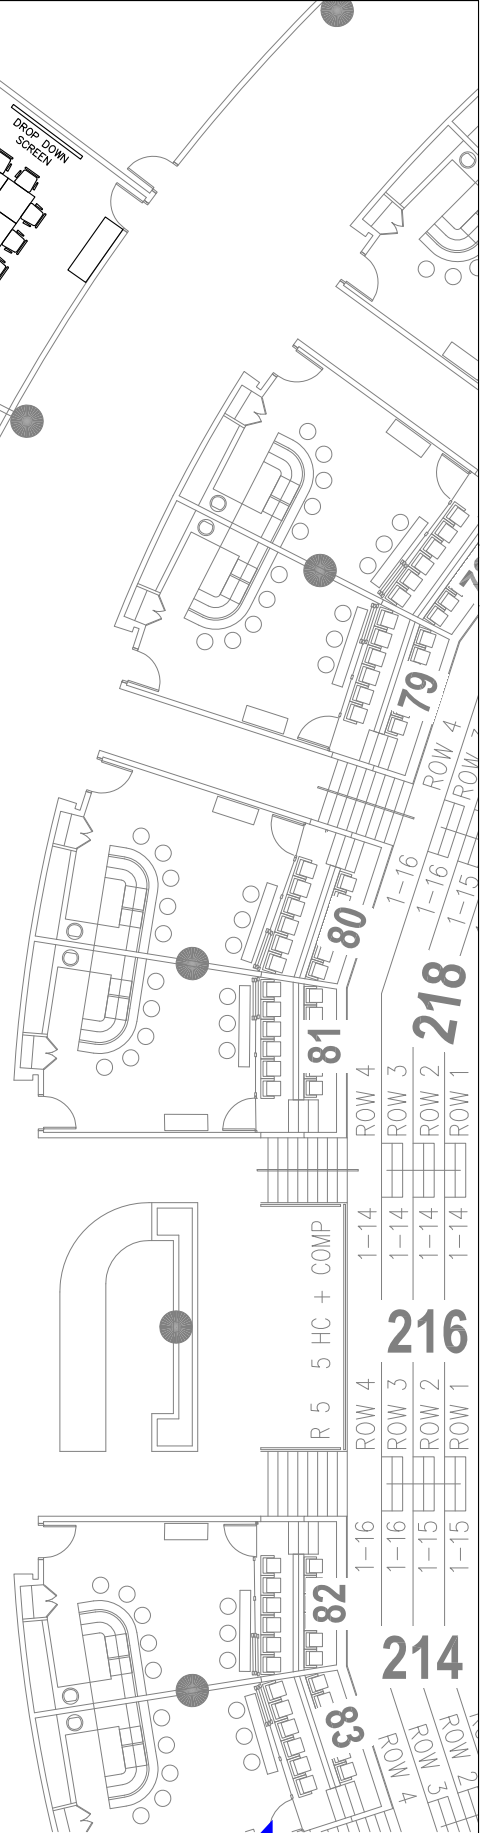 DROP DOWN
SCREEN
79
ROW 4
1-16
1-16
1-15
80
218
81
ROW 4
ROW 3
ROW 2
ROW 1
1-14
1-14
1-14
1-14
R 5 5 HC + COMP
216
ROW 4
ROW 3
ROW 2
ROW 1
1-16
1-16
1-15
1-15
82
214
83
ROW 4
ROW 3
ROW 2